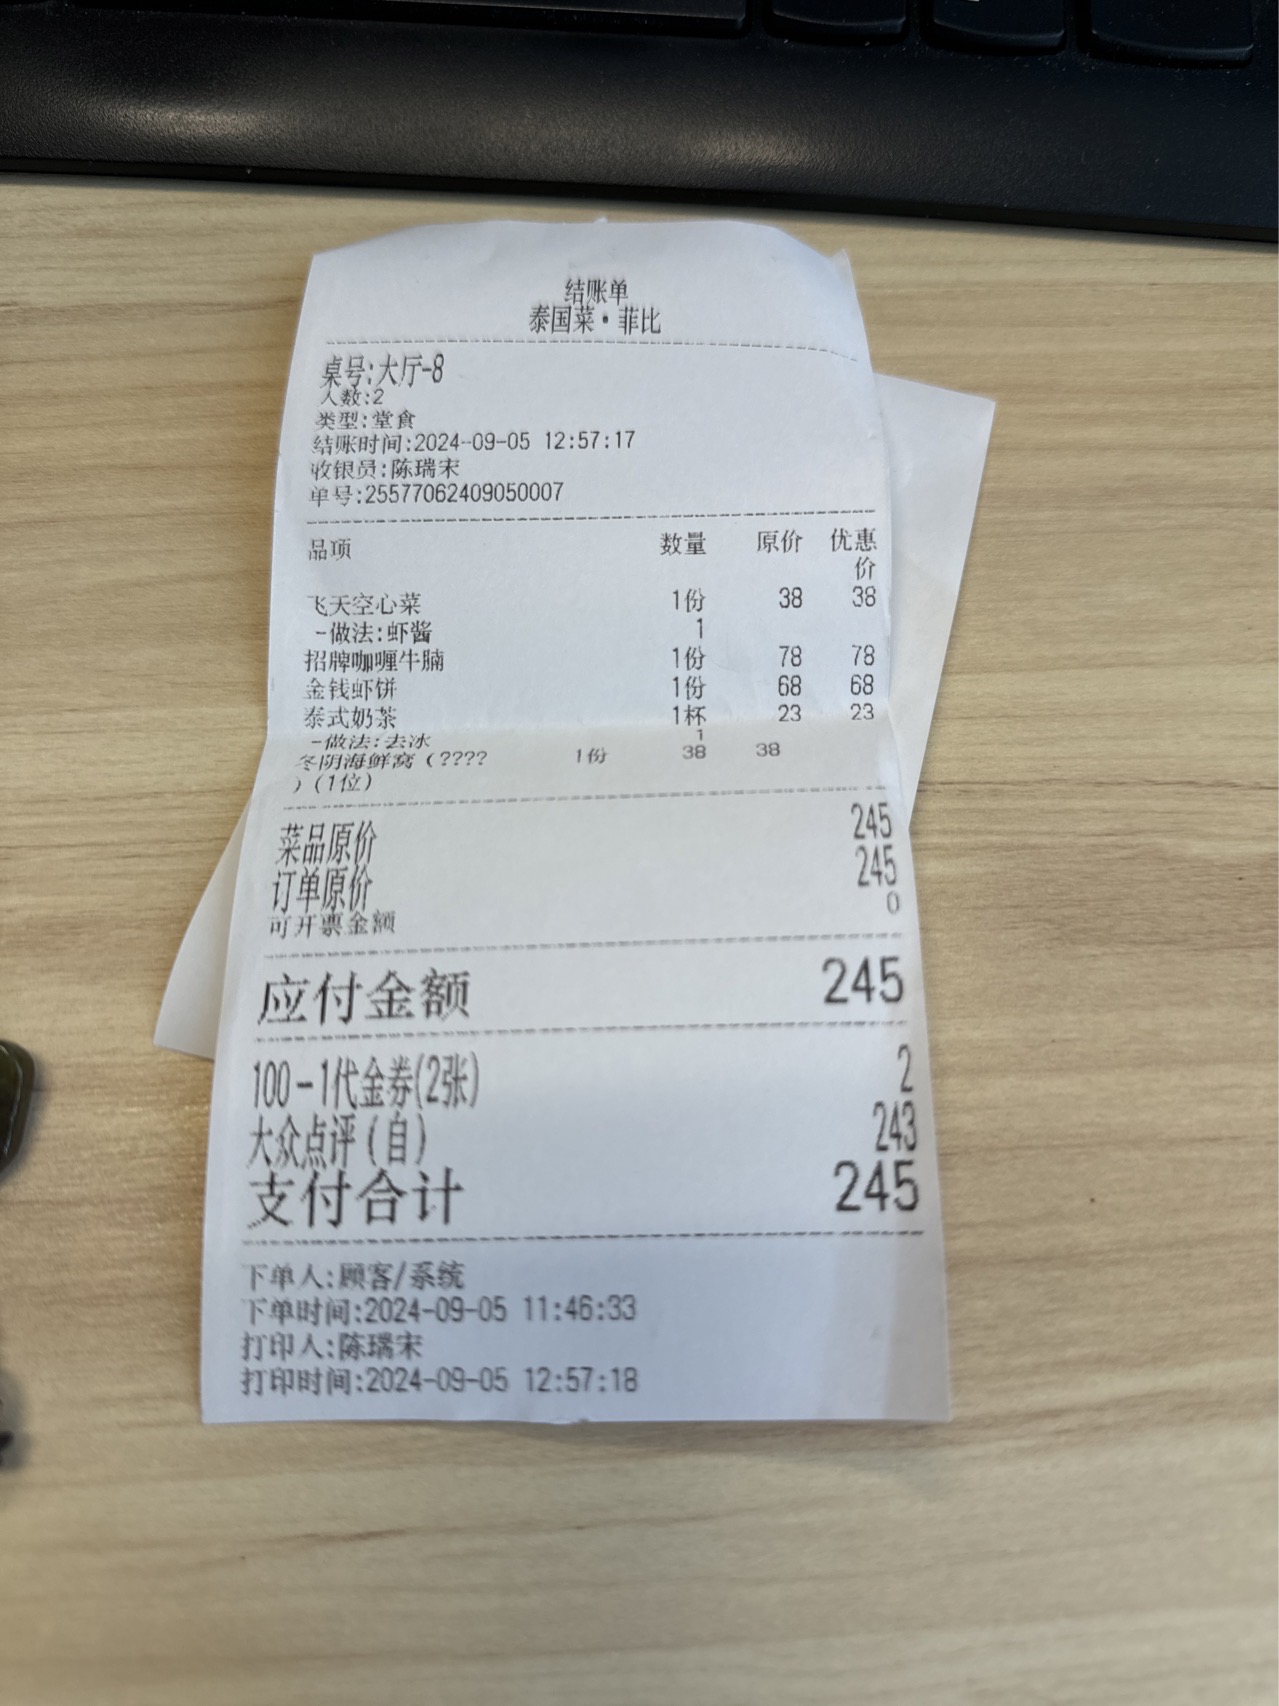 结账单
泰国菜·菲比
桌号:大厅-8
人数:2
类型:堂食
结账时间:2024-09-05 12:57:17
收银员:陈瑞宋
单号:25577062409050007
品项 数量 原价 优惠价
飞天空心菜 1份 38 38
-做法:虾酱 1
招牌咖喱牛腩 1份 78 78
金钱虾饼 1份 68 68
泰式奶茶 1杯 23 23
-做法:去冰 1
冬阴海鲜窝(???? 1份 38 38
)(1位)
菜品原价 245
订单原价 245
可开票金额 0
应付金额 245
100-1代金券(2张) 2
大众点评(自) 243
支付合计 245
下单人:顾客/系统
下单时间:2024-09-05 11:46:33
打印人:陈瑞宋
打印时间:2024-09-05 12:57:18